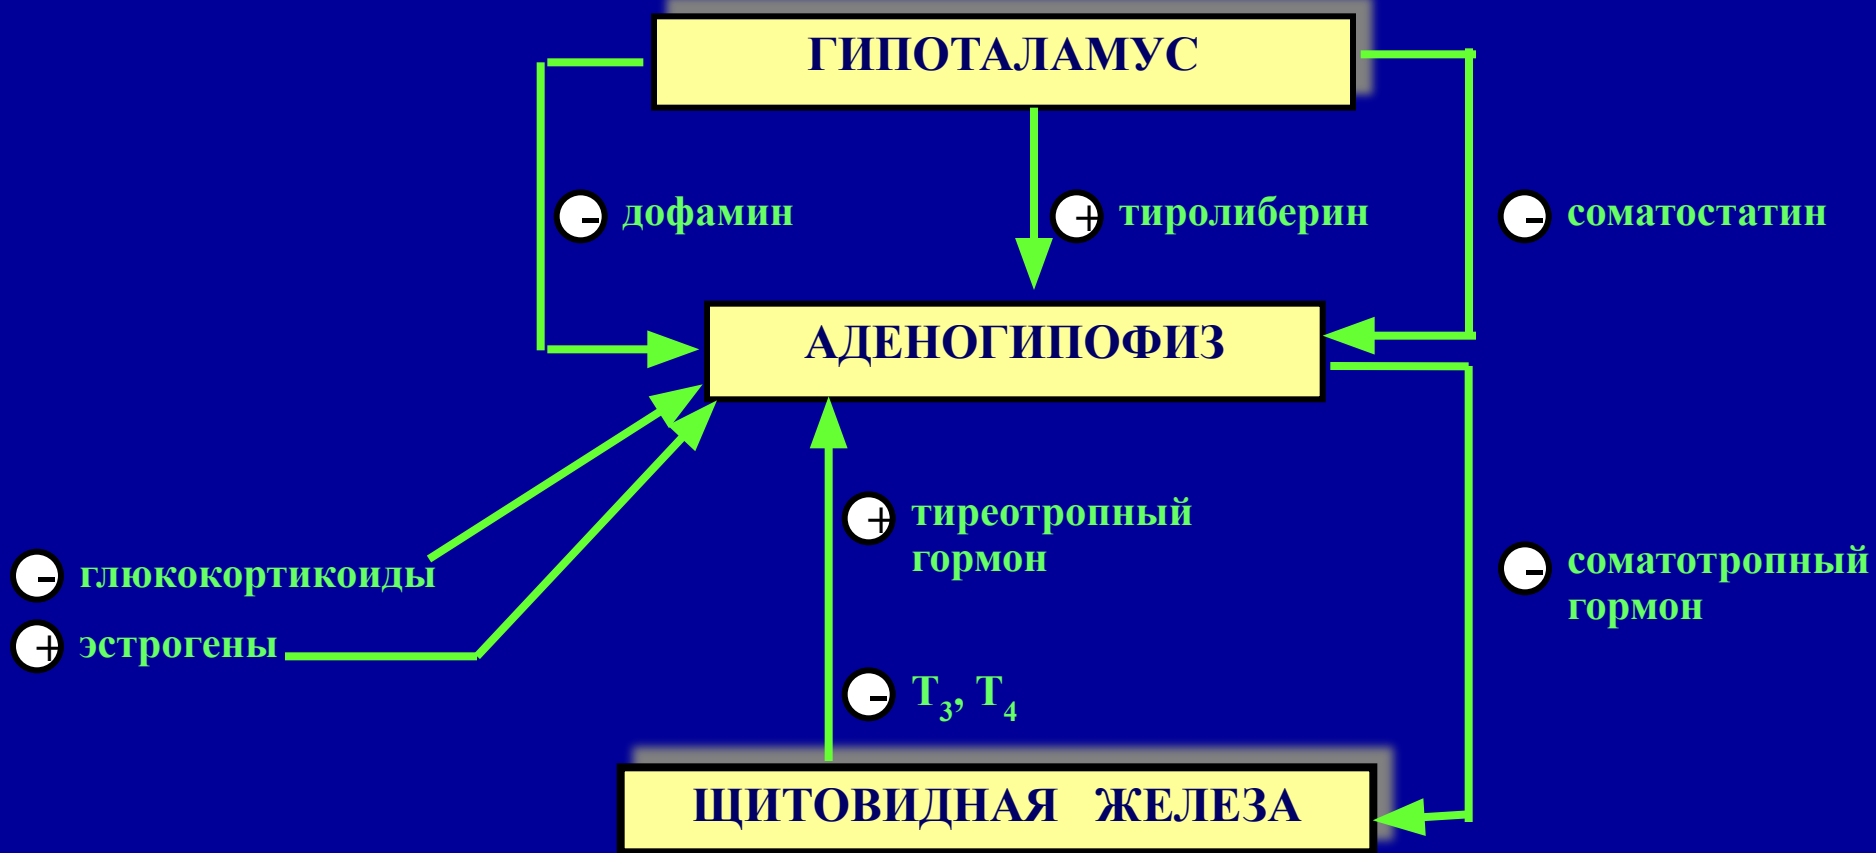 ГИПОТАЛАМУС
- дофамин
+ тиролиберин
- соматостатин
АДЕНОГИПОФИЗ
+ тиреотропный
гормон
- соматотропный
гормон
- глюкокортикоиды
+ эстрогены
- Т3, Т4
ЩИТОВИДНАЯ ЖЕЛЕЗА